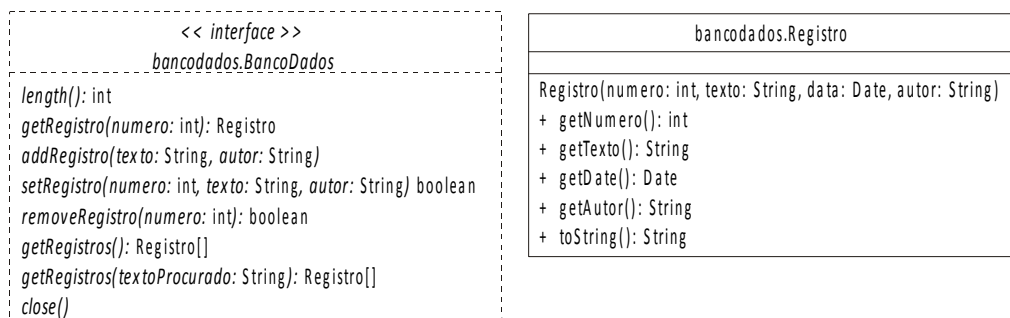 << interface >>
bancodados.BancoDados
length(): int
getRegistro(numero: int): Registro
addRegistro(texto: String, autor: String)
setRegistro(numero: int, texto: String, autor: String) boolean
removeRegistro(numero: int): boolean
getRegistros(): Registro[]
getRegistros(textoProcurado: String): Registro[]
close()
bancodados.Registro
Registro(numero: int, texto: String, data: Date, autor: String)
+ getNumero(): int
+ getTexto(): String
+ getDate(): Date
+ getAutor(): String
+ toString(): String